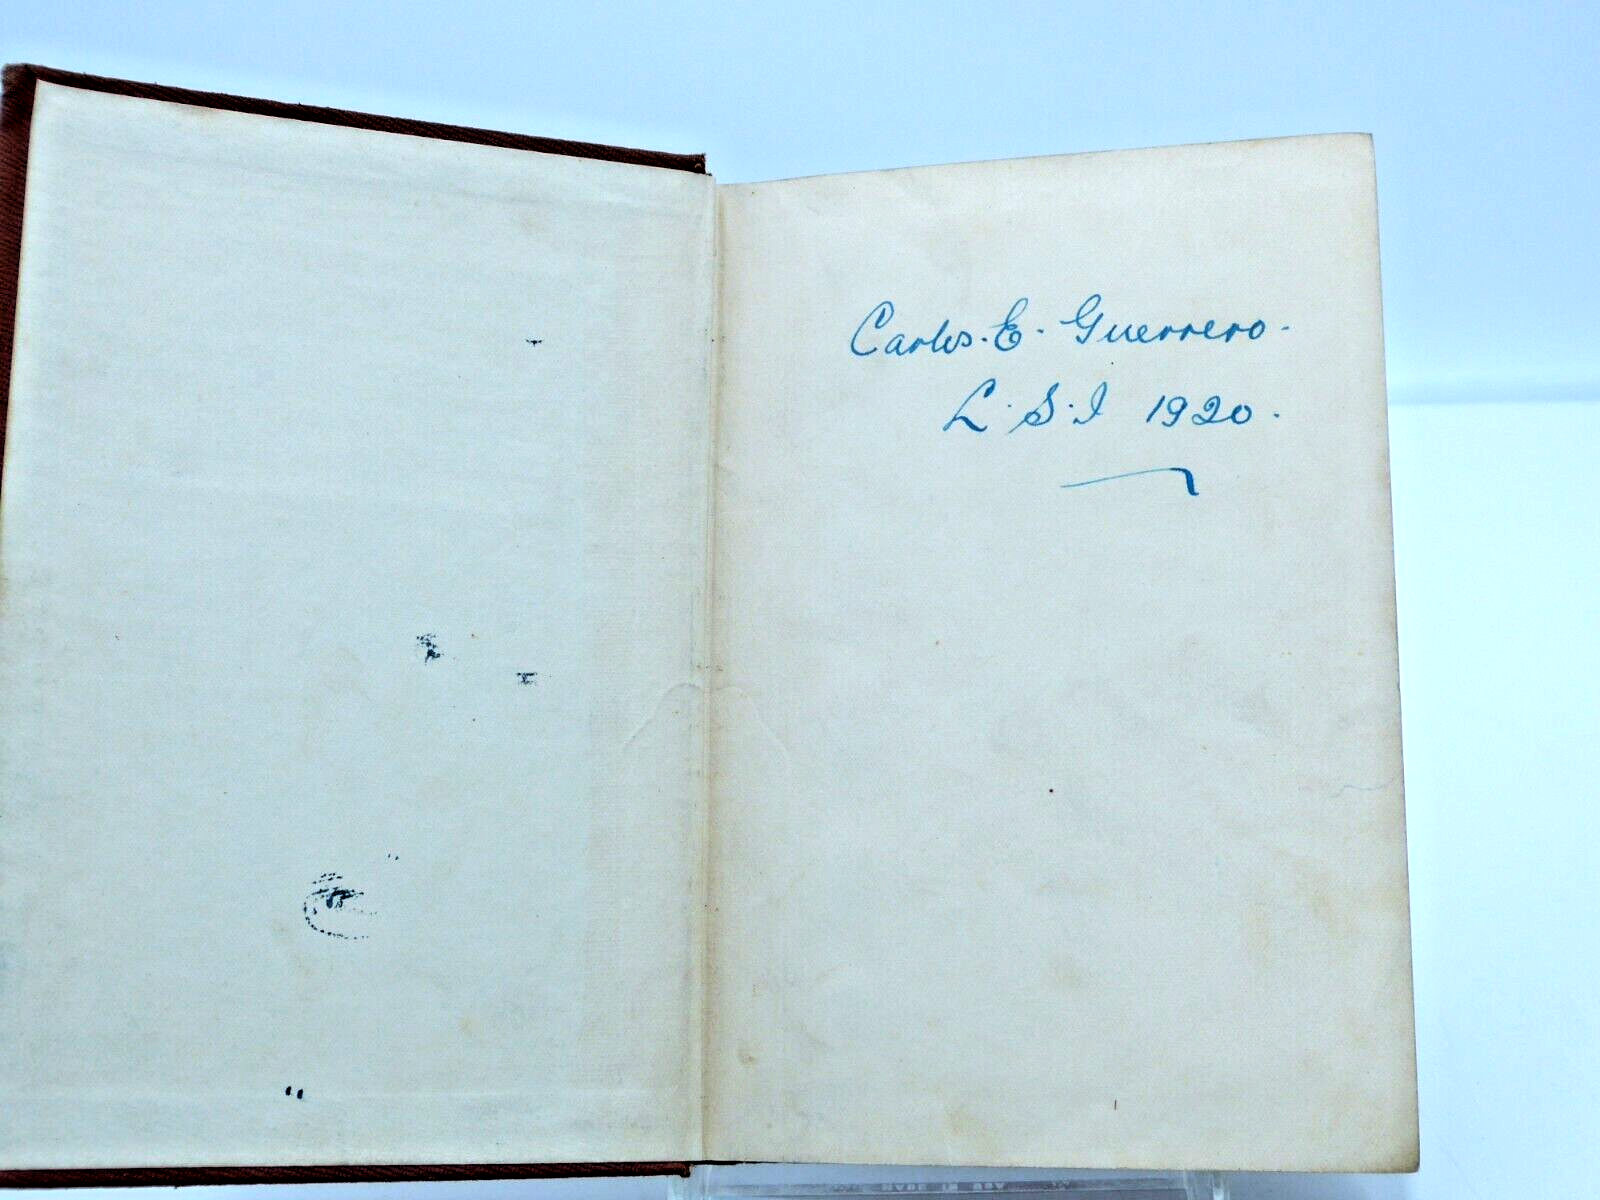 Carlos. E. Guerrero.
L. S. I 1920.